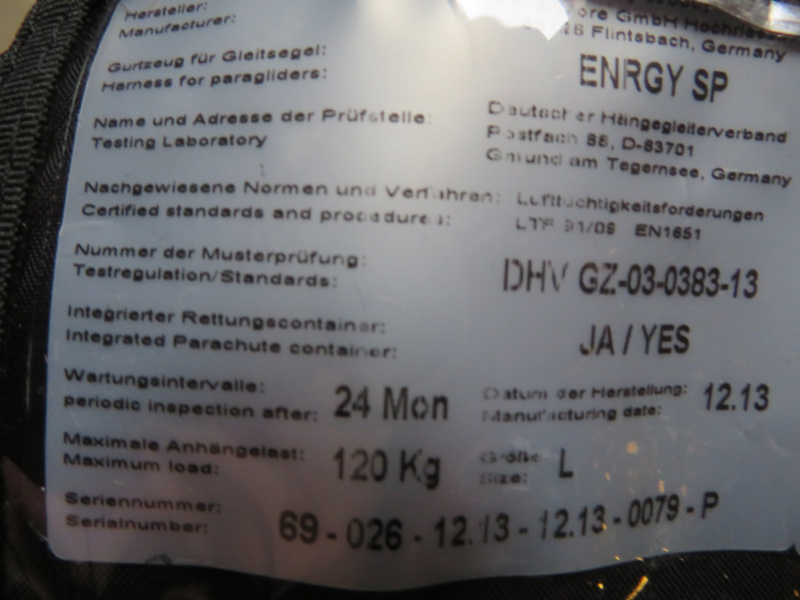 Hersteller:
Manufacturer:
GmbH
Flintsbach, Germany
Gurtzeug für Gleitsegel:
Harness for paragliders:
ENRGY SP
Name und Adresse der Prüfstelle:
Testing Laboratory
Deutscher Hängegleiterverband
Postfach 88, D-83701
Gmund am Tegernsee, Germany
Nachgewiesene Normen und Verfahren:
Certified standards and procedures:
Lufttüchtigkeitsforderungen
LTF 91/09 EN1651
Nummer der Musterprüfung:
Testregulation/Standards:
DHV GZ-03-0383-13
Integrierter Rettungscontainer:
Integrated Parachute container:
JA / YES
Wartungsintervalle:
periodic inspection after:
24 Mon
Datum der Herstellung:
Manufacturing date:
12.13
Maximale Anhängelast:
Maximum load:
120 Kg
Größe:
Size:
L
Seriennummer:
Serialnumber:
69 - 026 - 12.13 - 12.13 - 0079 - P